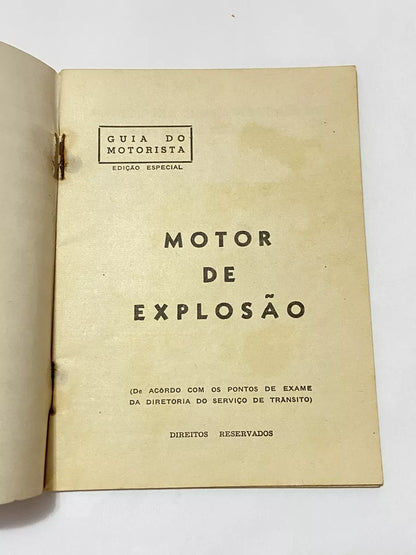 GUIA DO
MOTORISTA
EDIÇÃO ESPECIAL
MOTOR
DE
EXPLOSÃO
(De ACÔRDO COM OS PONTOS DE EXAME
DA DIRETORIA DO SERVIÇO DE TRÂNSITO)
DIREITOS RESERVADOS